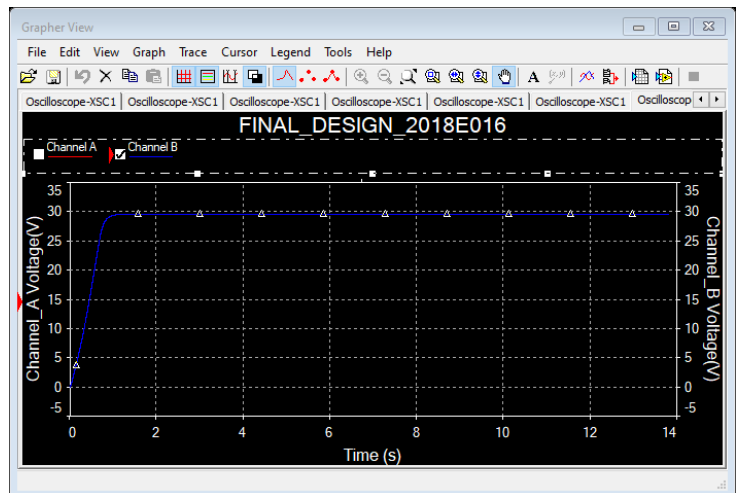 Grapher View
File Edit View Graph Trace Cursor Legend Tools Help
A
Oscilloscope-XSC1 Oscilloscope-XSC1 Oscilloscope-XSC1 Oscilloscope-XSC1 Oscilloscope-XSC1 Oscilloscope-XSC1 Oscilloscop
FINAL_DESIGN_2018E016
Channel A Channel B
Channel_A Voltage(V)
35
30
25
20
15
10
5
0
-5
35
30
25
20
15
10
5
0
-5
Channel_B Voltage(V)
0 2 4 6 8 10 12 14
Time (s)